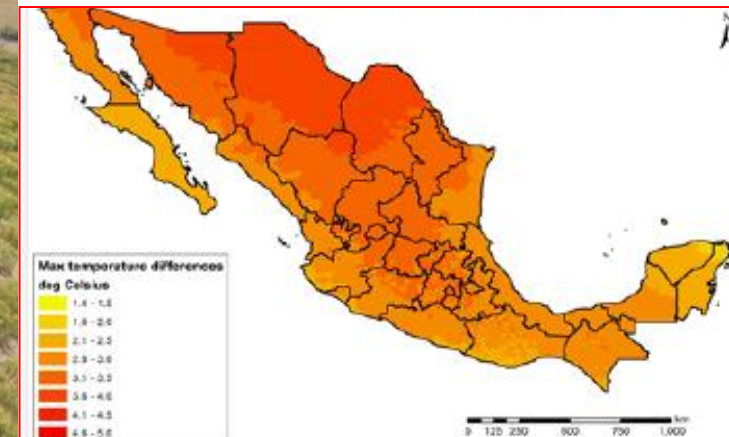 N
Max temperature differences
deg Celsius
2.1 - 2.5
3.1 - 3.5
4.1 - 4.5
km
0 125 250 500 750 1,000